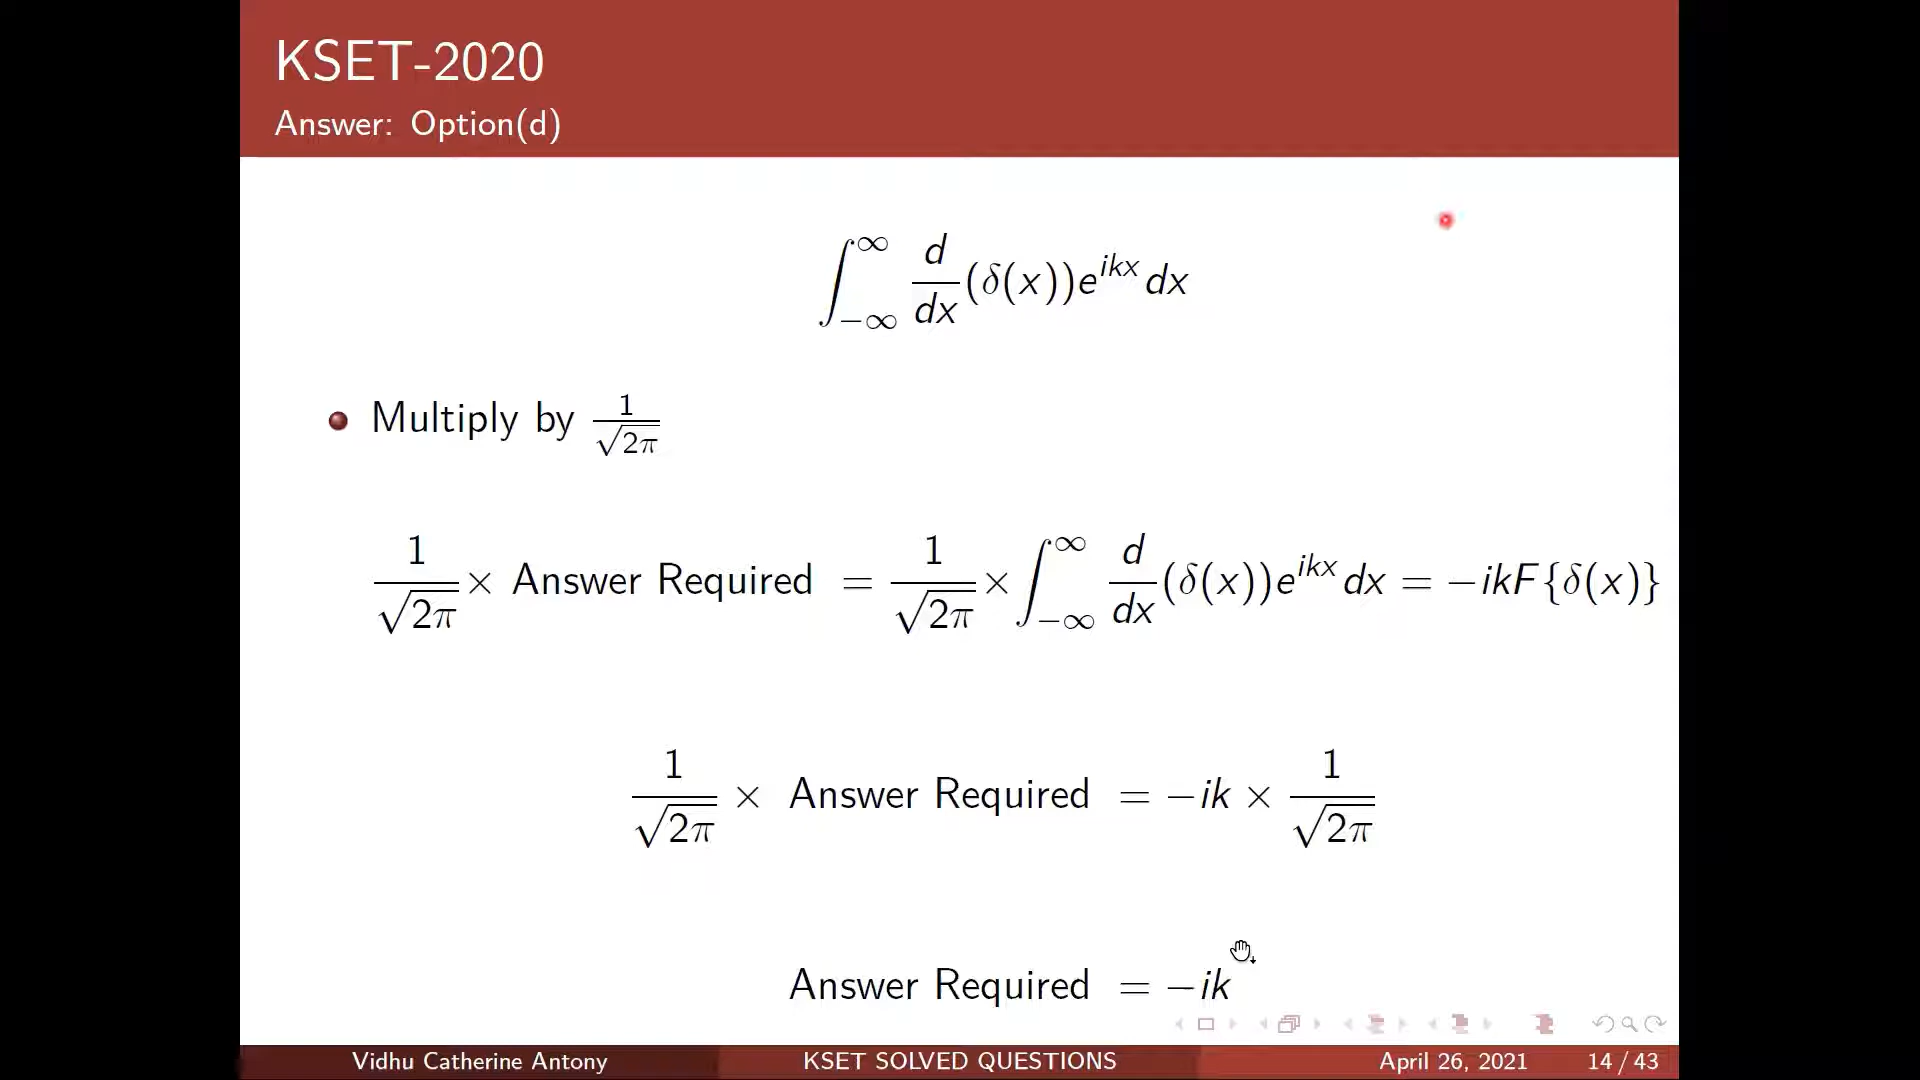 KSET-2020
Answer: Option(d)
∫_{−∞}^{∞} d/dx (δ(x))e^{ikx} dx
Multiply by 1/√2π
1/√2π × Answer Required = 1/√2π × ∫_{−∞}^{∞} d/dx (δ(x))e^{ikx} dx = −ikF{δ(x)}
1/√2π × Answer Required = −ik × 1/√2π
Answer Required = −ik
Vidhu Catherine Antony KSET SOLVED QUESTIONS April 26, 2021 14 / 43